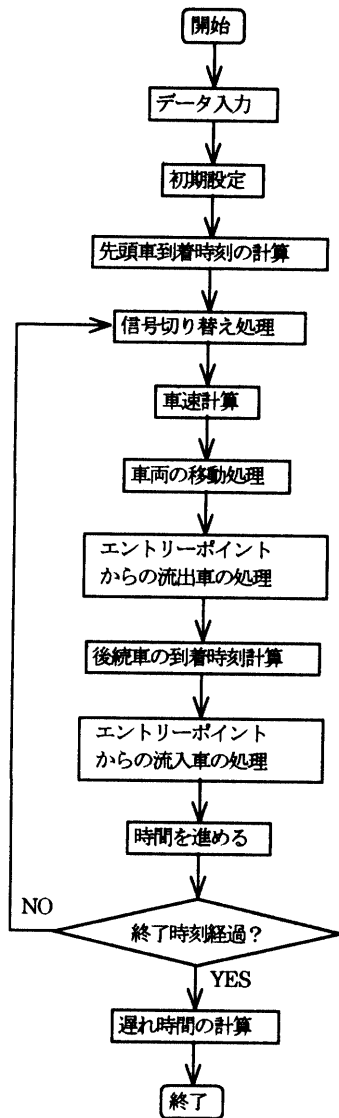 開始
データ入力
初期設定
先頭車到着時刻の計算
信号切り替え処理
車速計算
車両の移動処理
エントリーポイント
からの流出車の処理
後続車の到着時刻計算
エントリーポイント
からの流入車の処理
時間を進める
NO
終了時刻経過？
YES
遅れ時間の計算
終了